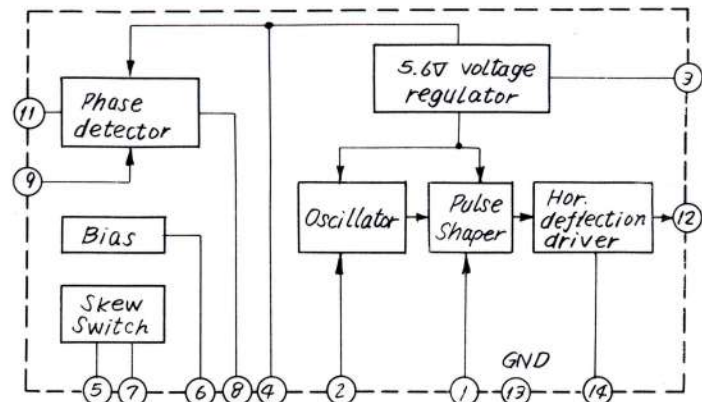 5.6V voltage
regulator
3
11
Phase
detector
9
Oscillator
Pulse
Shaper
Hor.
deflection
driver
12
Bias
Skew
Switch
GND
5
7
6
8
4
2
1
13
14